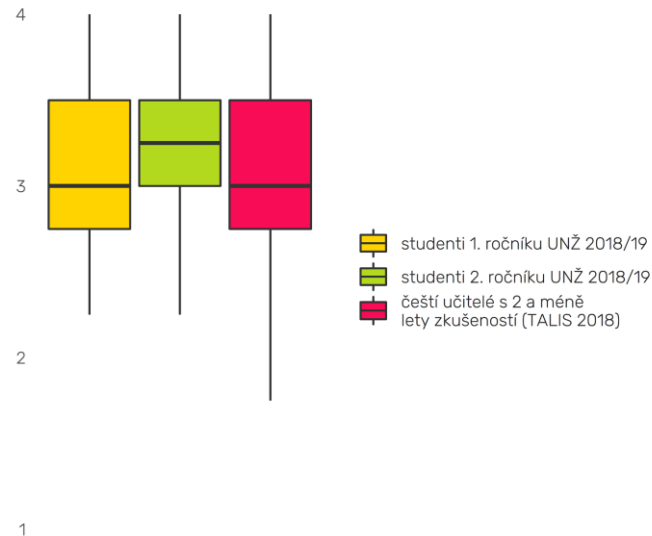 4
3
2
1
studenti 1. ročníku UNŽ 2018/19
studenti 2. ročníku UNŽ 2018/19
čeští učitelé s 2 a méně
lety zkušeností (TALIS 2018)